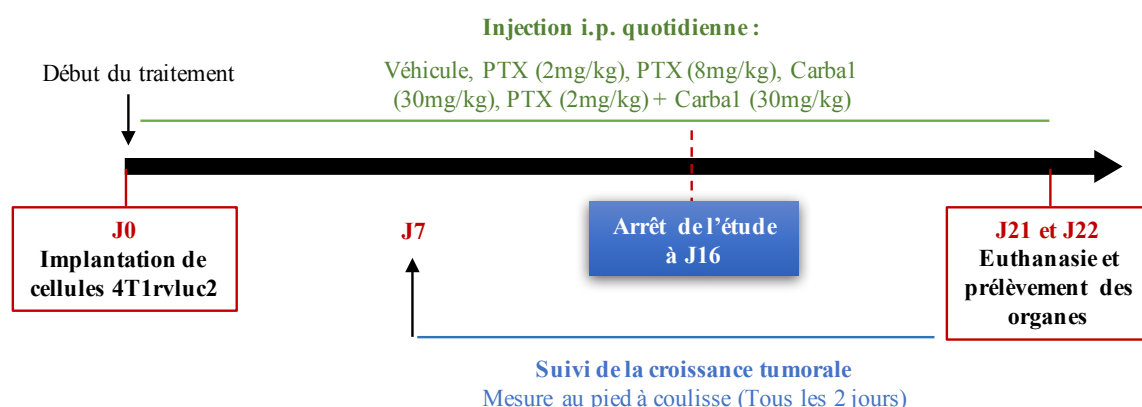 Injection i.p. quotidienne :
Début du traitement
Véhicule, PTX (2mg/kg), PTX (8mg/kg), Carba1
(30mg/kg), PTX (2mg/kg) + Carba1 (30mg/kg)
J0
Implantation de
cellules 4T1rvluc2
J7
Arrêt de l'étude
à J16
J21 et J22
Euthanasie et
prélèvement des
organes
Suivi de la croissance tumorale
Mesure au pied à coulisse (Tous les 2 jours)